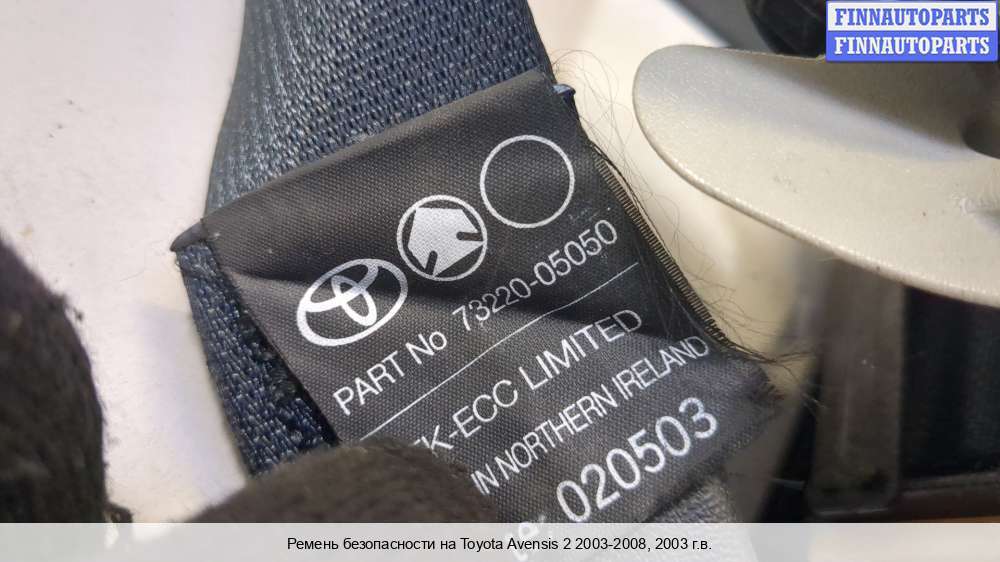 FINNAUTOPARTS
FINNAUTOPARTS
PART No 73220-05050
TK-ECC LIMITED
IN NORTHERN IRELAND
020503
Ремень безопасности на Toyota Avensis 2 2003-2008, 2003 г.в.